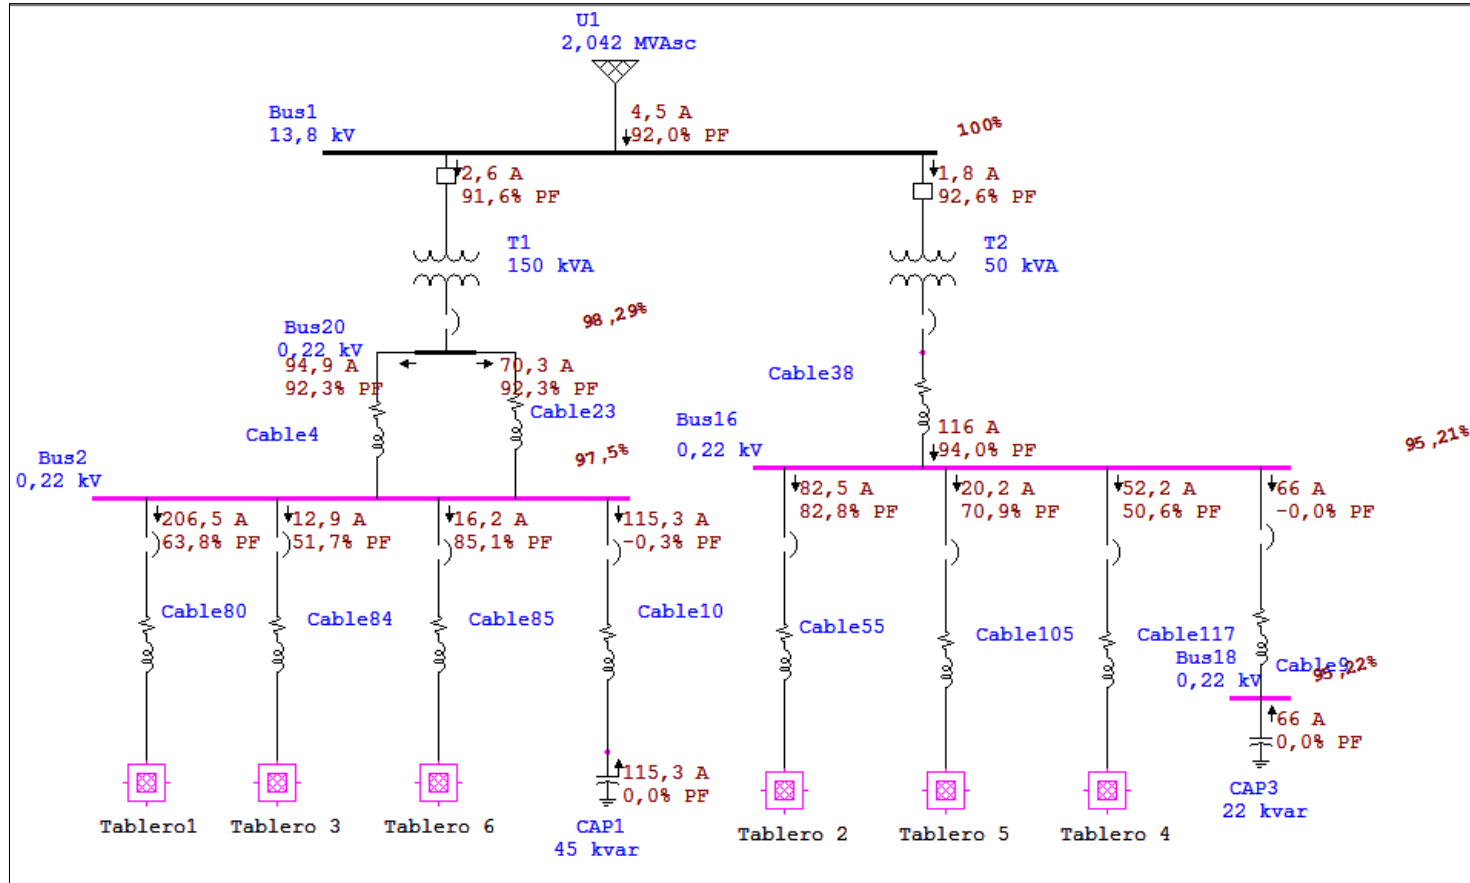 U1
2,042 MVAsc
Bus1
13,8 kV
4,5 A
92,0% PF
100%
2,6 A
91,6% PF
1,8 A
92,6% PF
T1
150 kVA
T2
50 kVA
98,29%
Bus20
0,22 kV
94,9 A
92,3% PF
70,3 A
92,3% PF
Cable38
Cable4
Cable23
97,5%
Bus16
0,22 kV
116 A
94,0% PF
95,21%
Bus2
0,22 kV
206,5 A
63,8% PF
12,9 A
51,7% PF
16,2 A
85,1% PF
115,3 A
-0,3% PF
82,5 A
82,8% PF
20,2 A
70,9% PF
52,2 A
50,6% PF
66 A
-0,0% PF
Cable80
Cable84
Cable85
Cable10
Cable55
Cable105
Cable117
Bus18
0,22 kV
Cable9
95,22%
66 A
0,0% PF
115,3 A
0,0% PF
Tablero1
Tablero 3
Tablero 6
CAP1
45 kvar
Tablero 2
Tablero 5
Tablero 4
CAP3
22 kvar